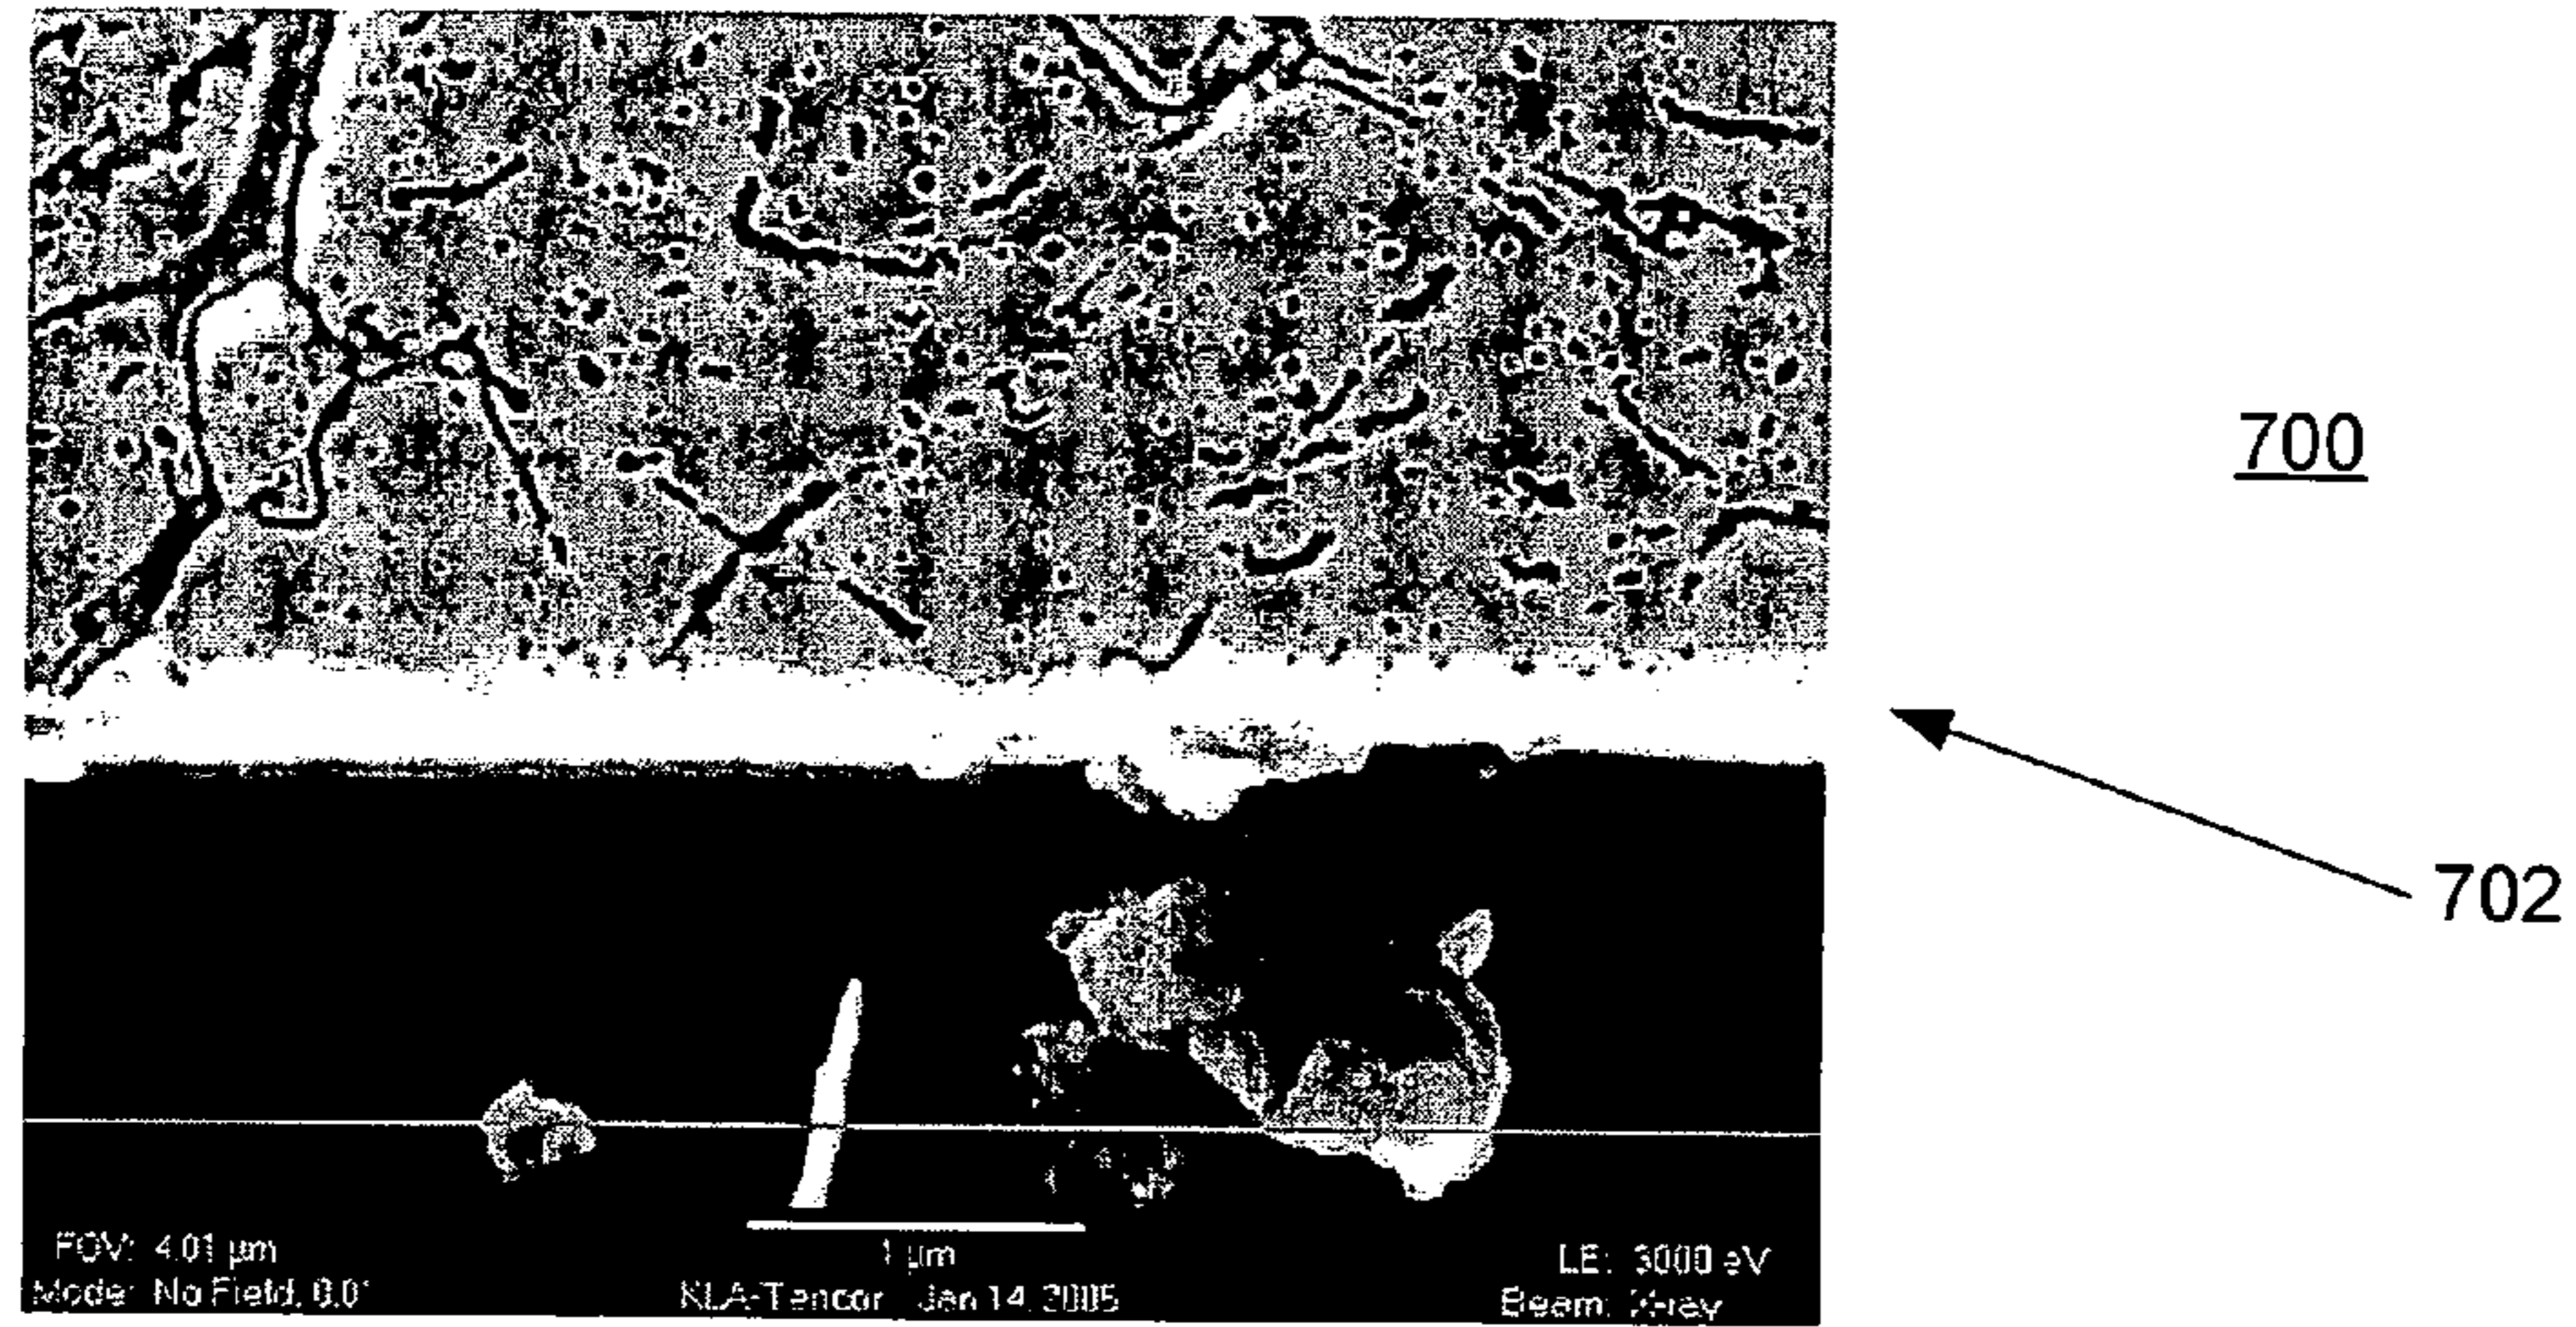 700
702
1 µm
FOV: 4.01 µm
LE: 3000 eV
Mode: No Field, 0.0°
KLA-Tencor Jan 14, 2005
Beam: X-ray